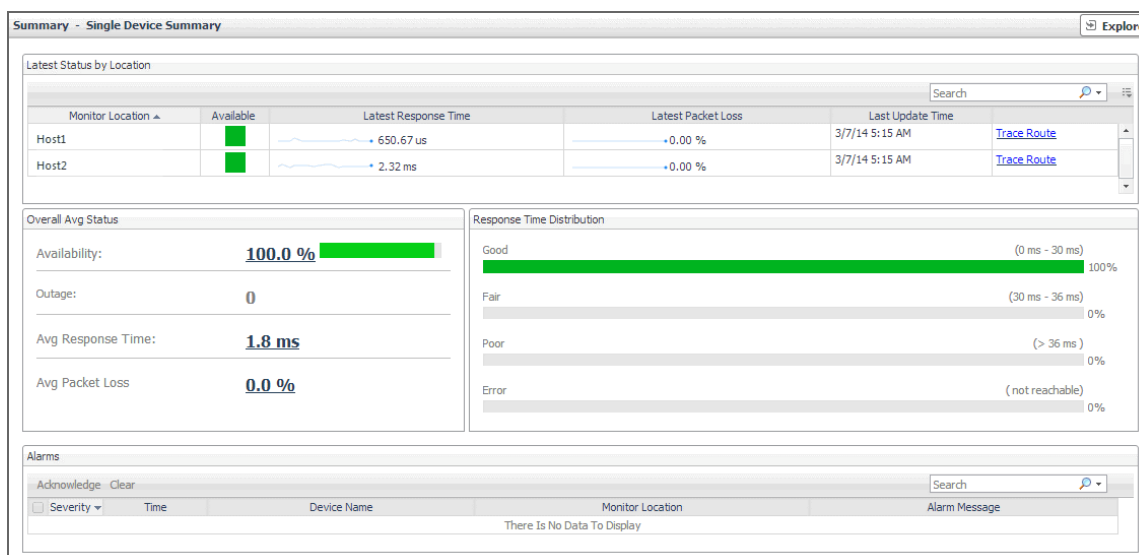 Summary - Single Device Summary
Explor
Latest Status by Location
Search
Monitor Location Available Latest Response Time Latest Packet Loss Last Update Time
Host1 650.67 us 0.00 % 3/7/14 5:15 AM Trace Route
Host2 2.32 ms 0.00 % 3/7/14 5:15 AM Trace Route
Overall Avg Status
Availability: 100.0 %
Outage: 0
Avg Response Time: 1.8 ms
Avg Packet Loss 0.0 %
Response Time Distribution
Good (0 ms - 30 ms)
100%
Fair (30 ms - 36 ms)
0%
Poor (> 36 ms )
0%
Error ( not reachable)
0%
Alarms
Acknowledge Clear Search
Severity Time Device Name Monitor Location Alarm Message
There Is No Data To Display